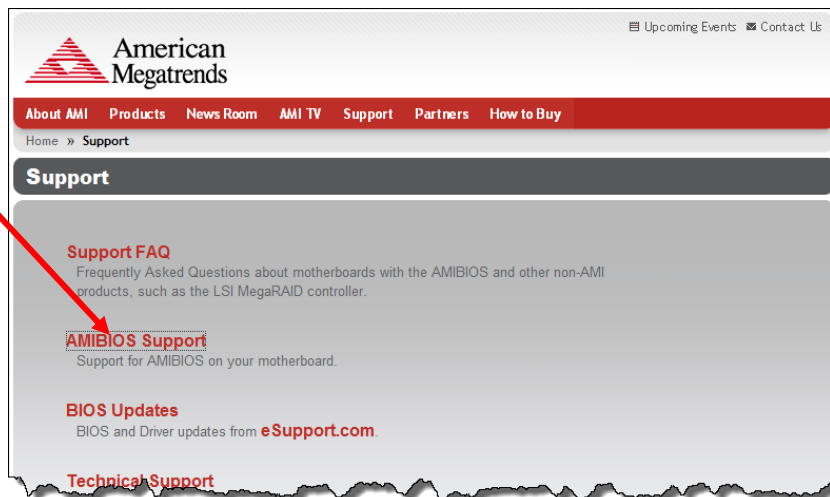 Upcoming Events Contact Us
American
Megatrends
About AMI Products News Room AMI TV Support Partners How to Buy
Home » Support
Support
Support FAQ
Frequently Asked Questions about motherboards with the AMIBIOS and other non-AMI
products, such as the LSI MegaRAID controller.
AMIBIOS Support
Support for AMIBIOS on your motherboard.
BIOS Updates
BIOS and Driver updates from eSupport.com.
Technical Support